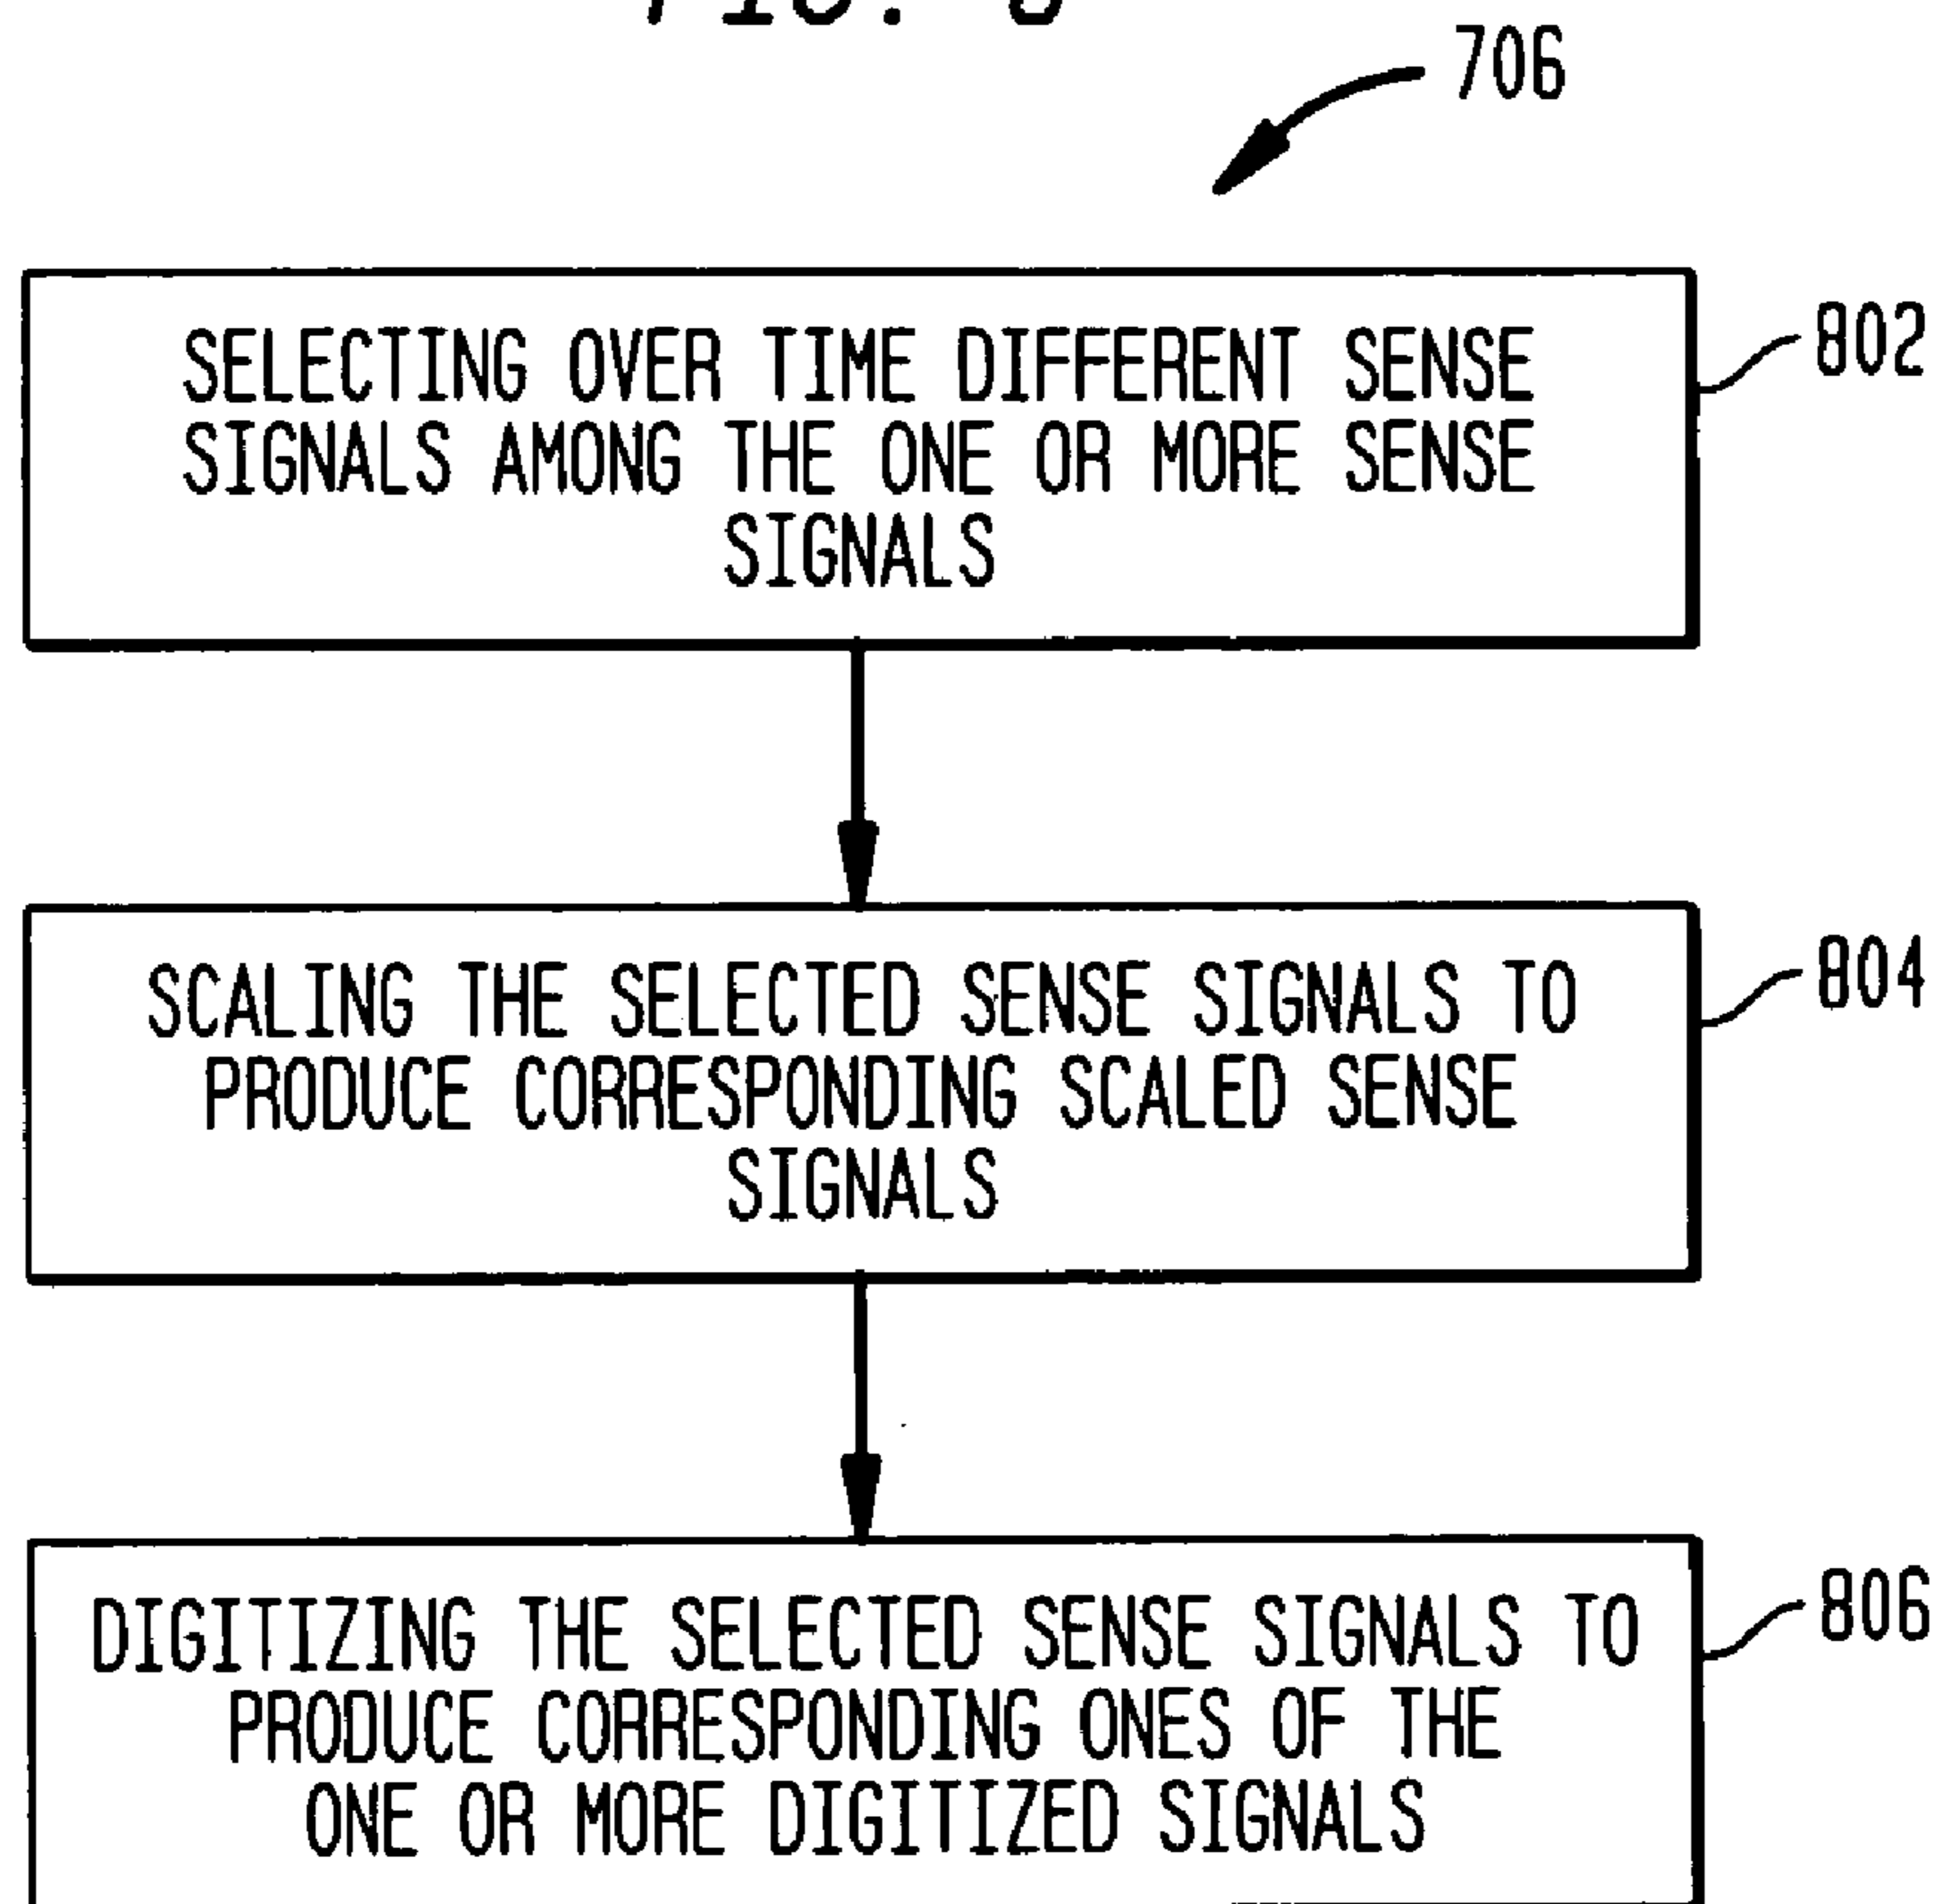 706
SELECTING OVER TIME DIFFERENT SENSE
SIGNALS AMONG THE ONE OR MORE SENSE
SIGNALS
802
SCALING THE SELECTED SENSE SIGNALS TO
PRODUCE CORRESPONDING SCALED SENSE
SIGNALS
804
DIGITIZING THE SELECTED SENSE SIGNALS TO
PRODUCE CORRESPONDING ONES OF THE
ONE OR MORE DIGITIZED SIGNALS
806